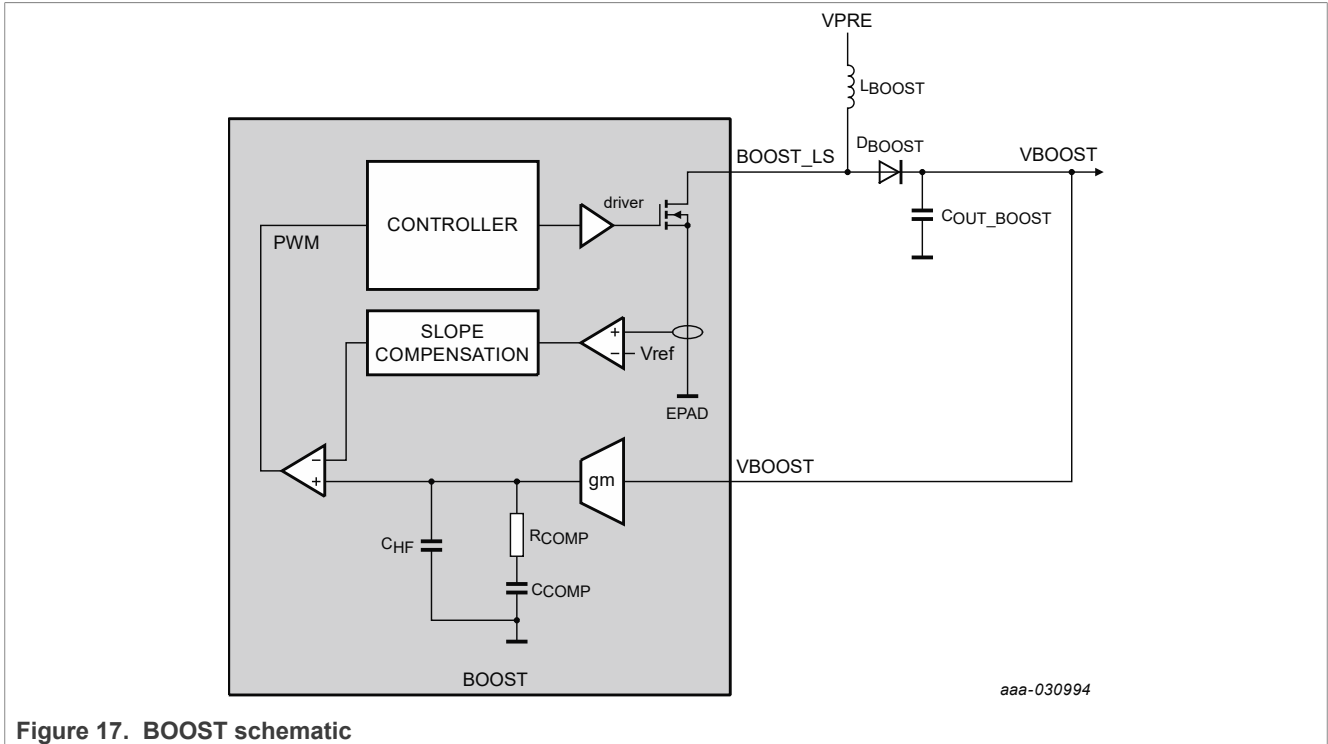 VPRE
LBOOST
DBOOST
BOOST_LS
VBOOST
driver
CONTROLLER
COUT_BOOST
PWM
SLOPE
COMPENSATION
+
−
Vref
EPAD
VBOOST
−
+
gm
RCOMP
CHF
CCOMP
BOOST
aaa-030994
Figure 17. BOOST schematic